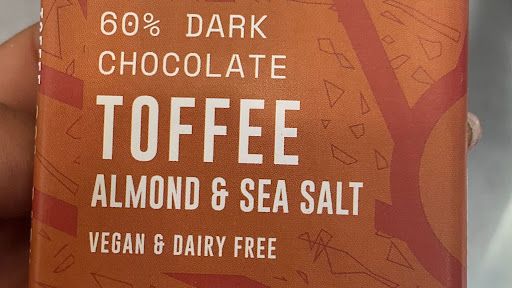 60% DARK
CHOCOLATE
TOFFEE
ALMOND & SEA SALT
VEGAN & DAIRY FREE